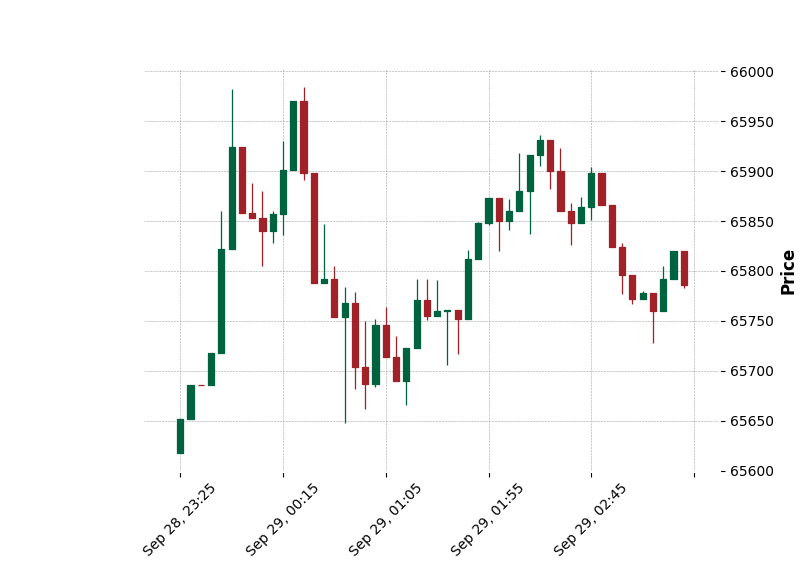 66000
65950
65900
65850
65800
65750
65700
65650
65600
Price
Sep 28, 23:25
Sep 29, 00:15
Sep 29, 01:05
Sep 29, 01:55
Sep 29, 02:45